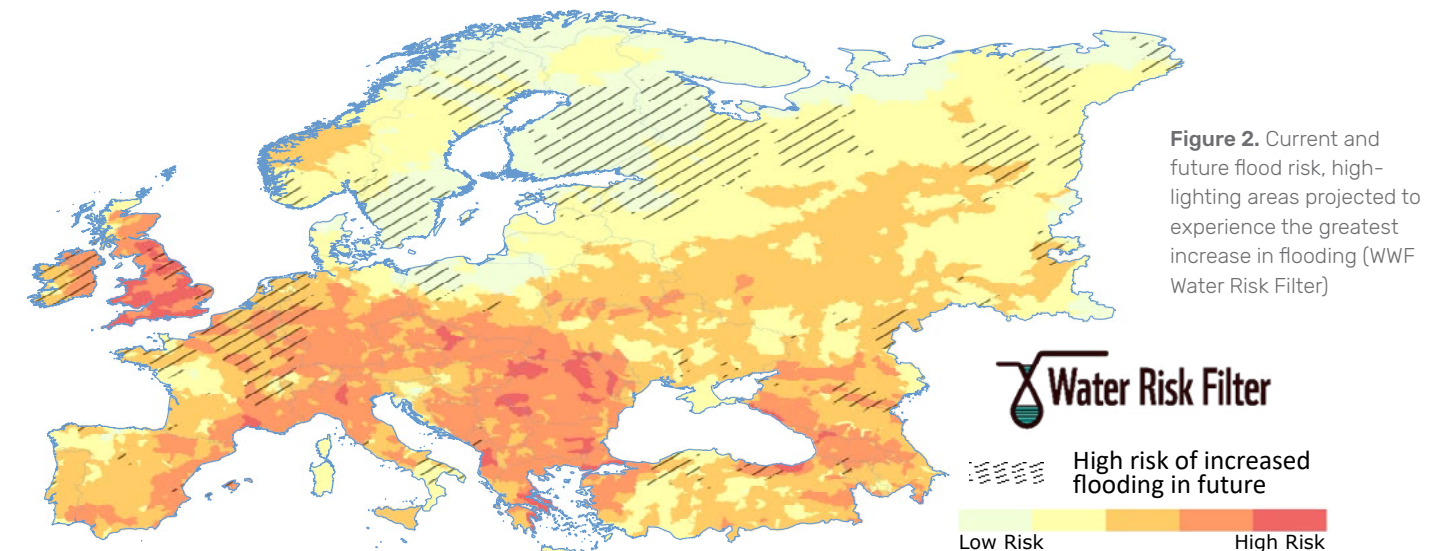 Figure 2. Current and
future flood risk, high-
lighting areas projected to
experience the greatest
increase in flooding (WWF
Water Risk Filter)
Water Risk Filter
High risk of increased
flooding in future
Low Risk
High Risk